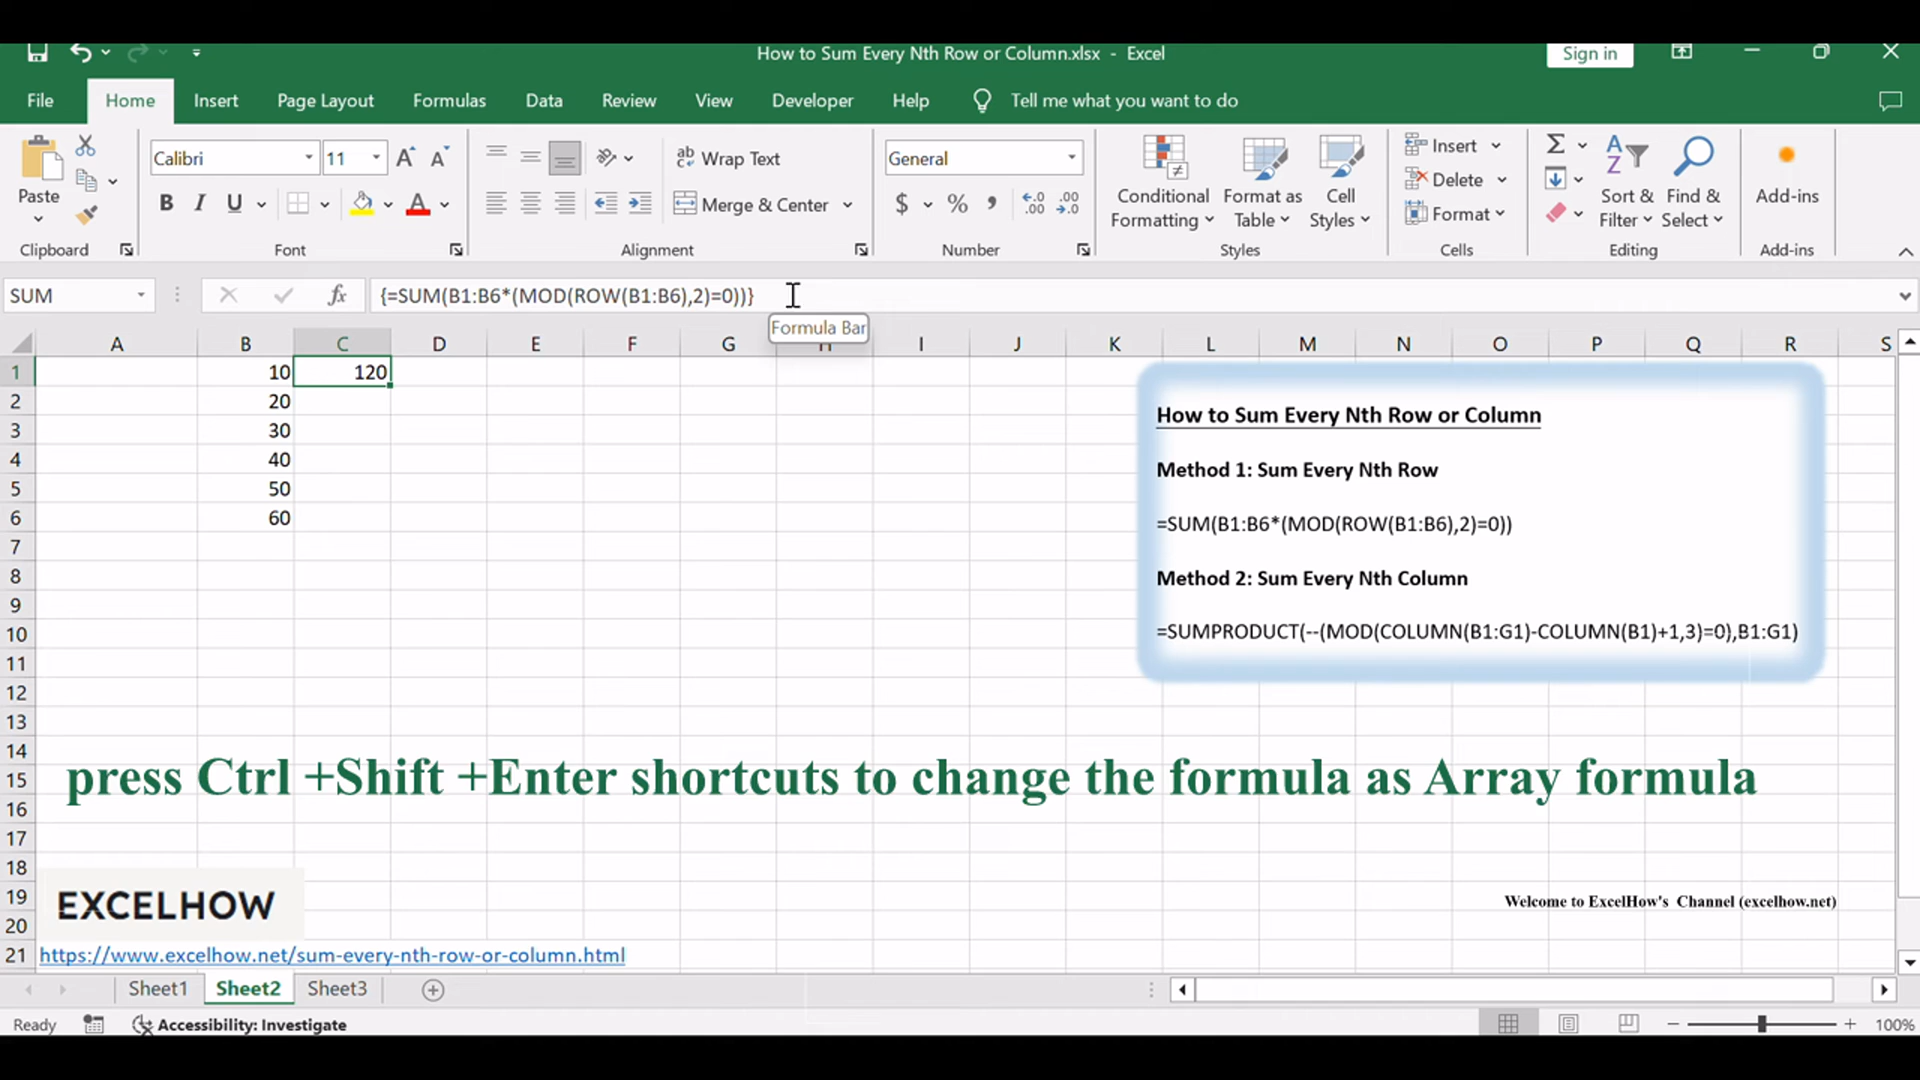 How to Sum Every Nth Row or Column.xlsx - Excel
Sign in
File Home Insert Page Layout Formulas Data Review View Developer Help Tell me what you want to do
Paste
Clipboard
Calibri 11 A A
B I U A
Font
ab Wrap Text
Merge & Center
Alignment
General
$ % , .00 .00
Number
Conditional Formatting
Format as Table
Cell Styles
Styles
Insert
Delete
Format
Cells
Σ
Sort & Filter
Find & Select
Editing
Add-ins
Add-ins
SUM fx {=SUM(B1:B6*(MOD(ROW(B1:B6),2)=0))}
Formula Bar
A B C D E F G H I J K L M N O P Q R S
1 10 120
2 20
3 30
4 40
5 50
6 60
7
8
9
10
11
12
13
14
15
16
17
18
19
20
21
How to Sum Every Nth Row or Column
Method 1: Sum Every Nth Row
=SUM(B1:B6*(MOD(ROW(B1:B6),2)=0))
Method 2: Sum Every Nth Column
=SUMPRODUCT(--(MOD(COLUMN(B1:G1)-COLUMN(B1)+1,3)=0),B1:G1)
press Ctrl +Shift +Enter shortcuts to change the formula as Array formula
EXCELHOW
Welcome to ExcelHow's Channel (excelhow.net)
https://www.excelhow.net/sum-every-nth-row-or-column.html
Sheet1 Sheet2 Sheet3
Ready Accessibility: Investigate 100%